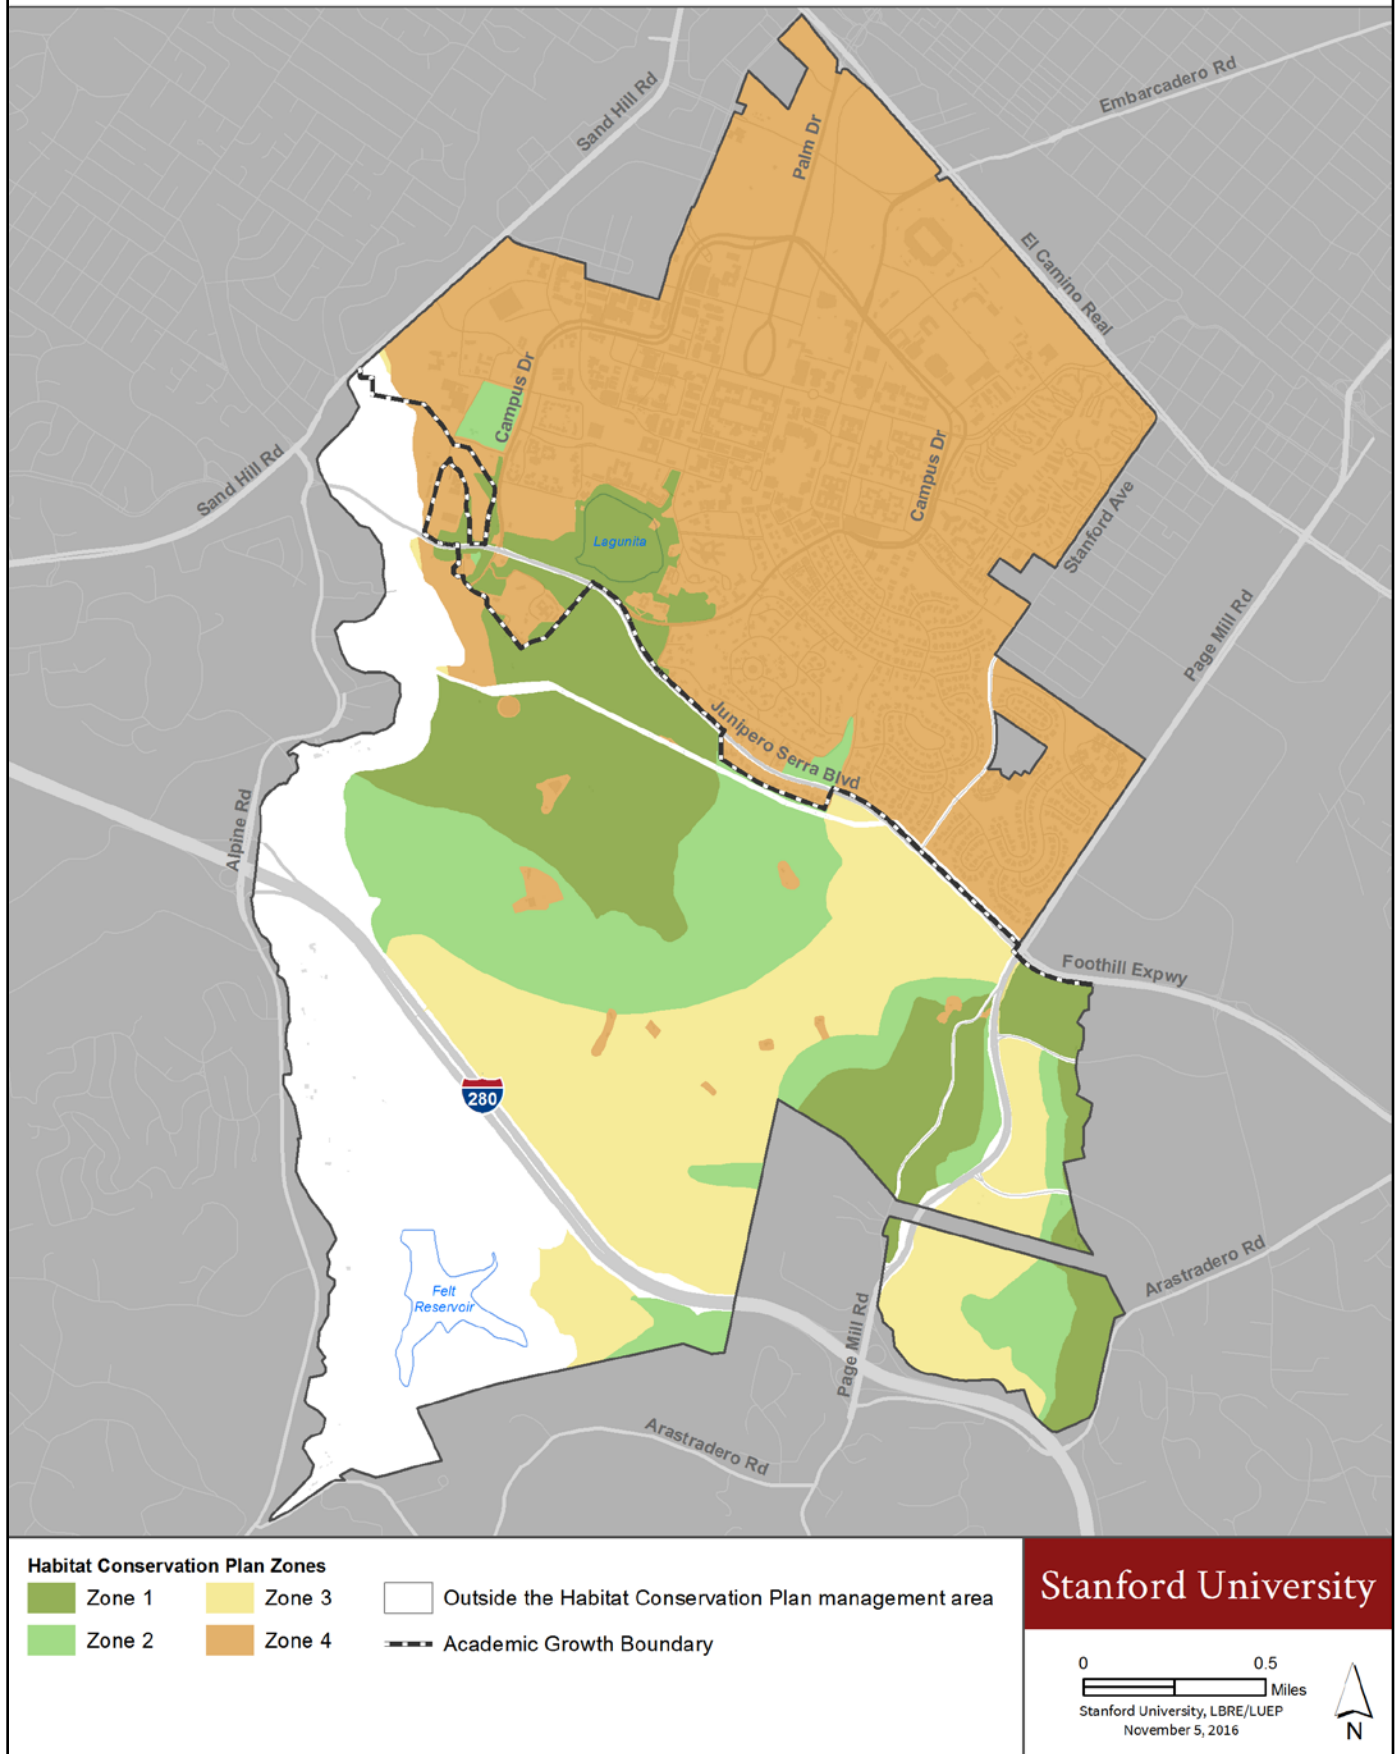 Embarcadero Rd
Sand Hill Rd
Palm Dr
El Camino Real
Campus Dr
Campus Dr
Sand Hill Rd
Stanford Ave
Lagunita
Page Mill Rd
Junipero Serra Blvd
Alpine Rd
Foothill Expwy
280
Arastradero Rd
Felt
Reservoir
Page Mill Rd
Arastradero Rd
Habitat Conservation Plan Zones
Zone 1
Zone 3
Outside the Habitat Conservation Plan management area
Zone 2
Zone 4
Academic Growth Boundary
Stanford University
0 0.5
Miles
Stanford University, LBRE/LUEP
November 5, 2016
N